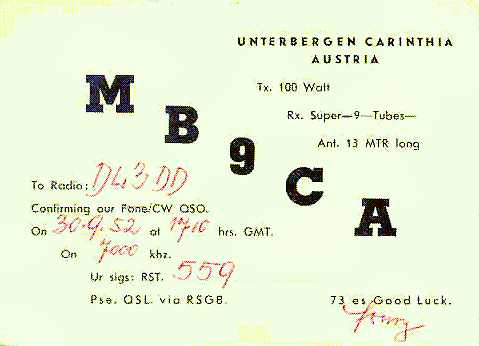 UNTERBERGEN CARINTHIA
AUSTRIA
Tx. 100 Watt
Rx. Super—9—Tubes—
Ant. 13 MTR long
M B 9 C A
To Radio: DL3DD
Confirming our Fone/CW QSO.
On 30-9-52 at 1710 hrs. GMT.
On 7000 khz.
Ur sigs: RST. 559
Pse. QSL. via RSGB.
73 es Good Luck.